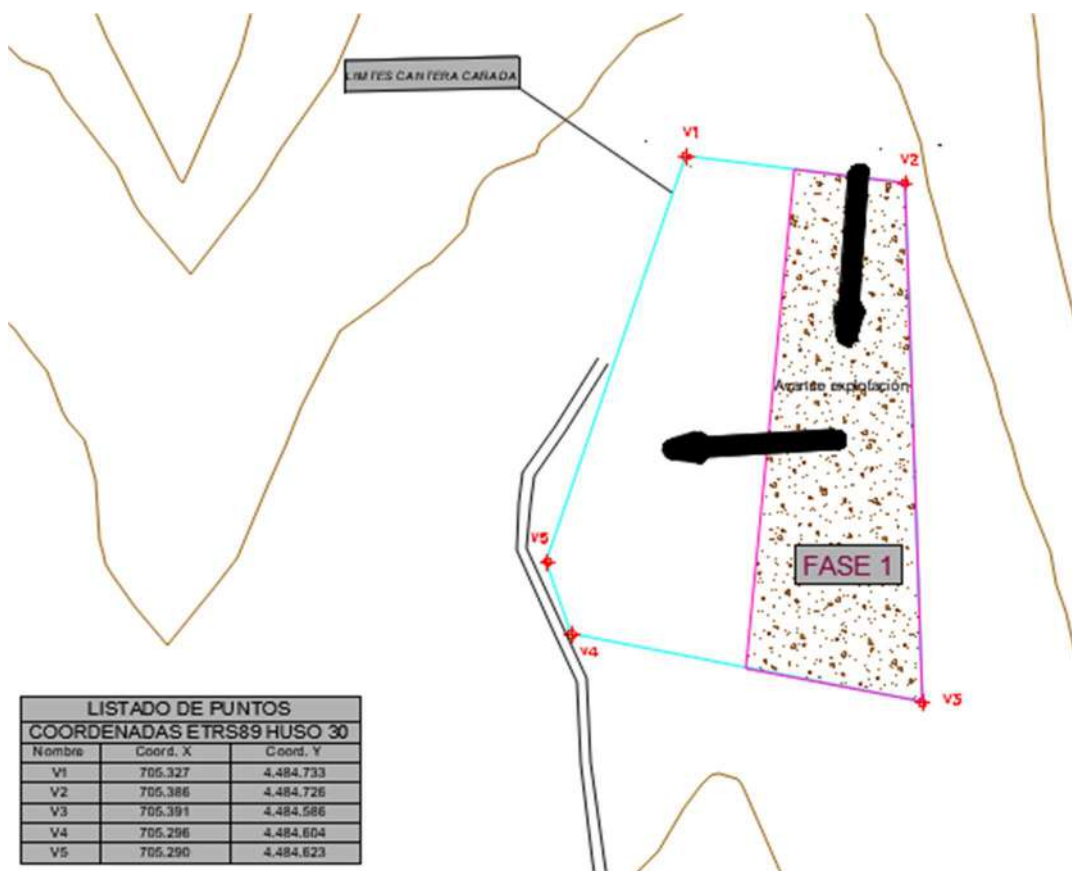 LIMITES CANTERA CAÑADA
V1
V2
Avance explotación
V5
FASE 1
V4
V3
LISTADO DE PUNTOS
COORDENADAS ETRS89 HUSO 30
Nombre Coord. X Coord. Y
V1 705.327 4.484.733
V2 705.386 4.484.726
V3 705.391 4.484.586
V4 705.296 4.484.604
V5 705.290 4.484.623